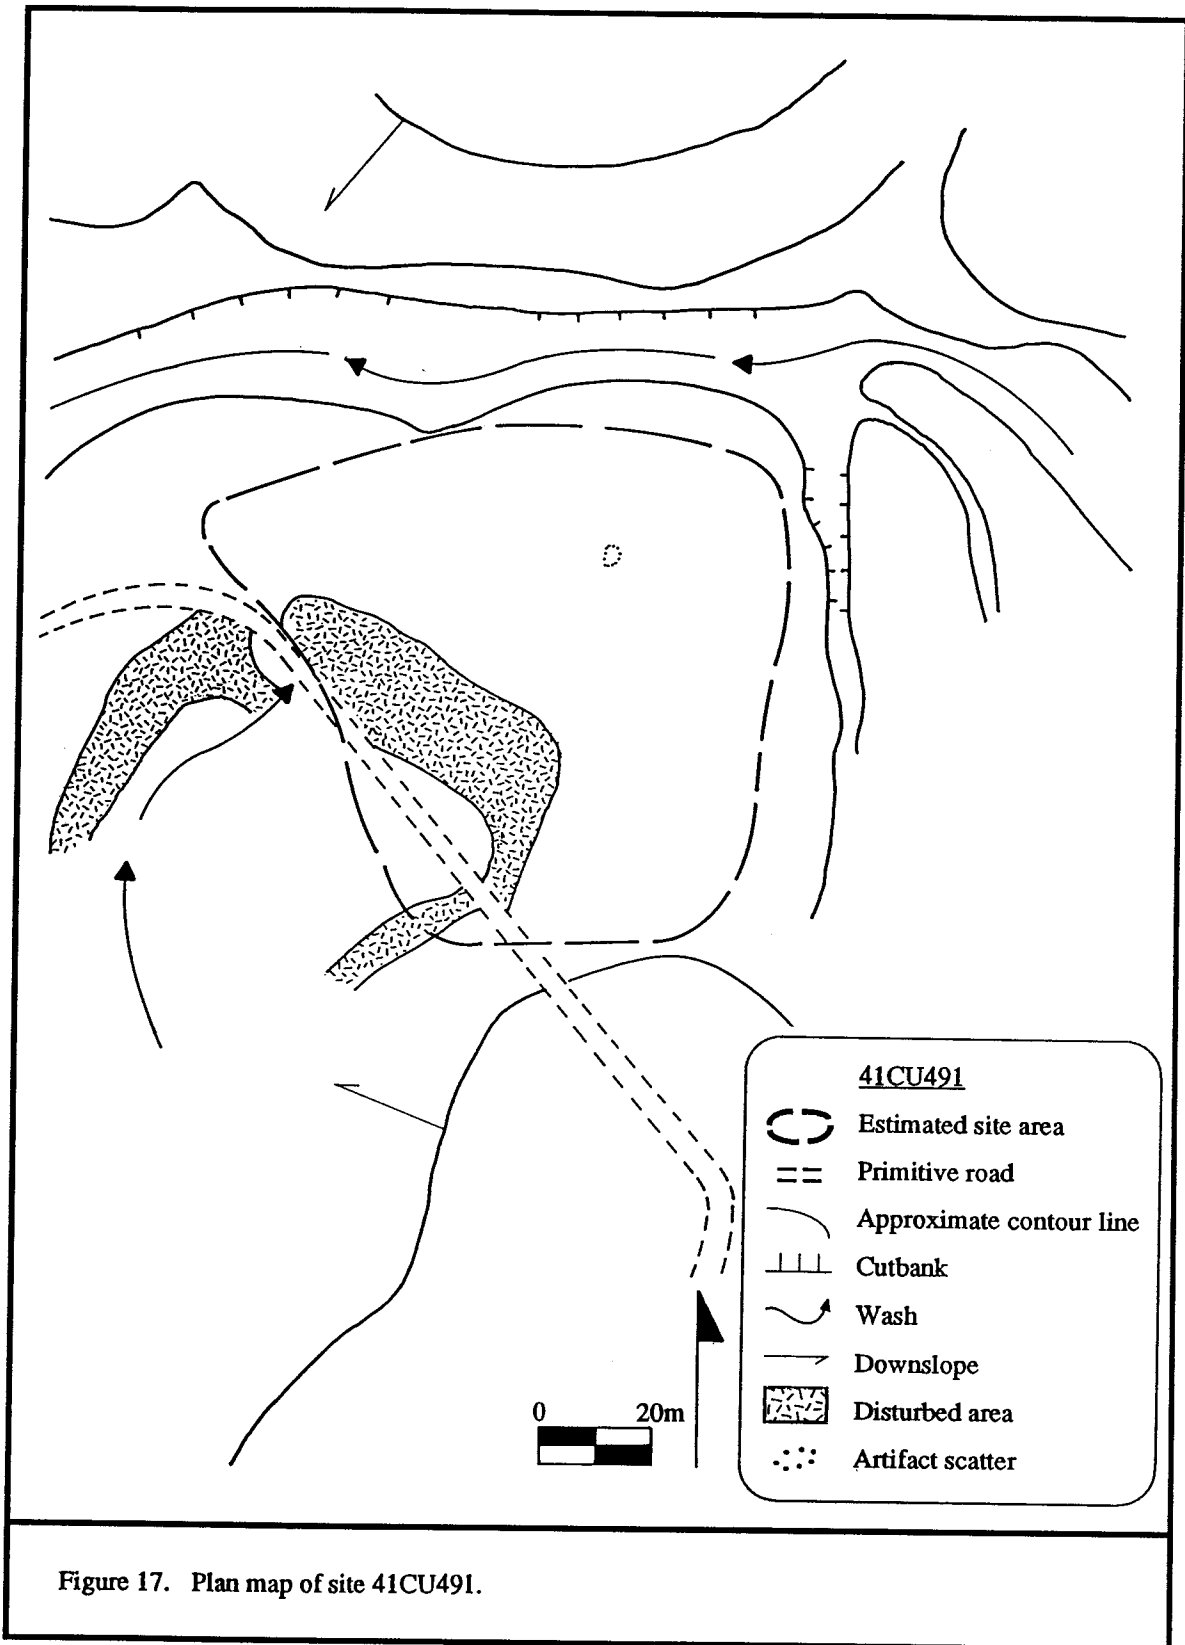 41CU491
Estimated site area
Primitive road
Approximate contour line
Cutbank
Wash
Downslope
Disturbed area
Artifact scatter
0 20m
Figure 17. Plan map of site 41CU491.